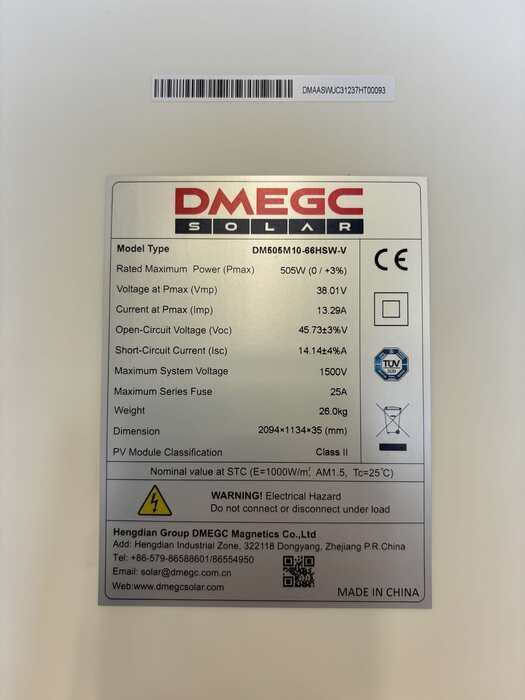 DMAASWUC31237HT00093
DMEGC
SOLAR
Model Type DM505M10-66HSW-V
Rated Maximum Power (Pmax) 505W (0 / +3%)
Voltage at Pmax (Vmp) 38.01V
Current at Pmax (Imp) 13.29A
Open-Circuit Voltage (Voc) 45.73±3%V
Short-Circuit Current (Isc) 14.14±4%A
Maximum System Voltage 1500V
Maximum Series Fuse 25A
Weight 26.0kg
Dimension 2094×1134×35 (mm)
PV Module Classification Class II
CE
TÜV
Nominal value at STC (E=1000W/㎡, AM1.5, Tc=25℃)
WARNING! Electrical Hazard
Do not connect or disconnect under load
Hengdian Group DMEGC Magnetics Co.,Ltd
Add: Hengdian Industrial Zone, 322118 Dongyang, Zhejiang P.R.China
Tel: +86-579-86588601/86554950
Email: solar@dmegc.com.cn
Web:www.dmegcsolar.com
MADE IN CHINA